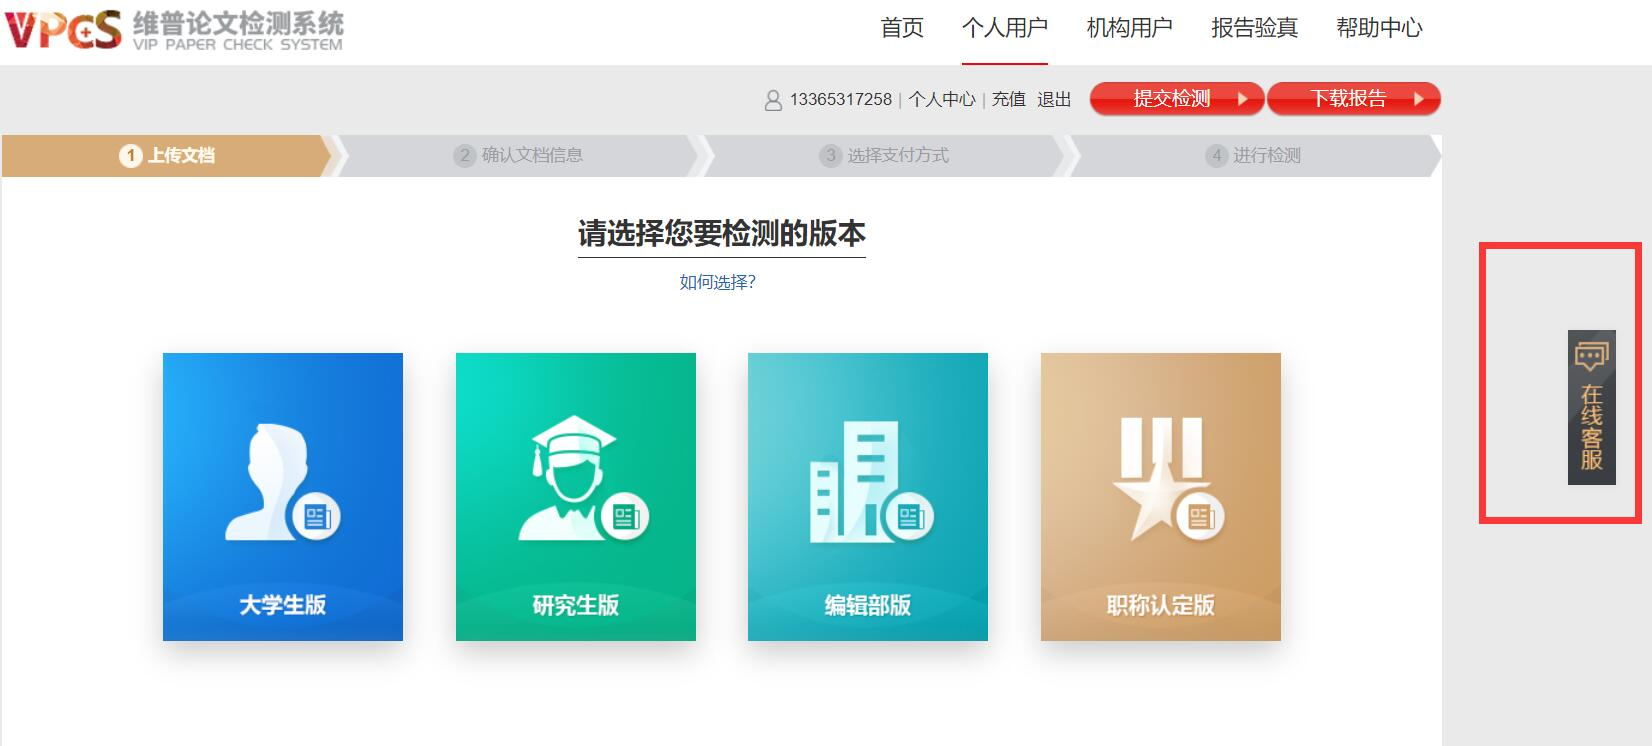 VPCS 维普论文检测系统
VIP PAPER CHECK SYSTEM
首页 个人用户 机构用户 报告验真 帮助中心
13365317258 | 个人中心 | 充值 退出 提交检测 下载报告
1 上传文档 2 确认文档信息 3 选择支付方式 4 进行检测
请选择您要检测的版本
如何选择?
在线客服
大学生版 研究生版 编辑部版 职称认定版